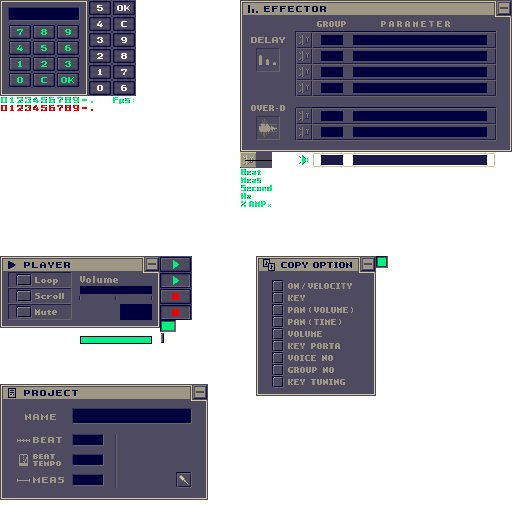 5 OK
4 C
7 8 9 3 9
4 5 6 2 8
1 2 3 1 7
0 C OK 0 6
0123456789-. Fps:
0123456789-.
EFFECTOR
GROUP PARAMETER
DELAY
OVER-D
Beat
Meas
Second
Hz
% AMP.
PLAYER
Loop Volume
Scroll
Mute
COPY OPTION
ON/VELOCITY
KEY
PAN(VOLUME)
PAN(TIME)
VOLUME
KEY PORTA
VOICE NO
GROUP NO
KEY TUNING
PROJECT
NAME
BEAT
BEAT
TEMPO
MEAS